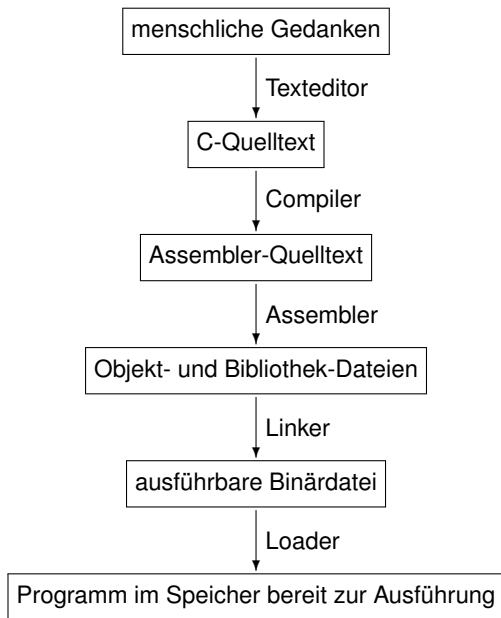 menschliche Gedanken
Texteditor
C-Quelltext
Compiler
Assembler-Quelltext
Assembler
Objekt- und Bibliothek-Dateien
Linker
ausführbare Binärdatei
Loader
Programm im Speicher bereit zur Ausführung